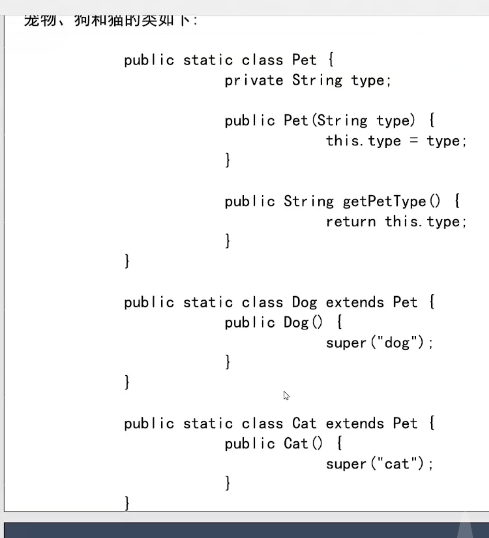 宠物、狗和猫的类如下:
public static class Pet {
private String type;
public Pet(String type) {
this.type = type;
}
public String getPetType() {
return this.type;
}
}
public static class Dog extends Pet {
public Dog() {
super("dog");
}
}
public static class Cat extends Pet {
public Cat() {
super("cat");
}
}